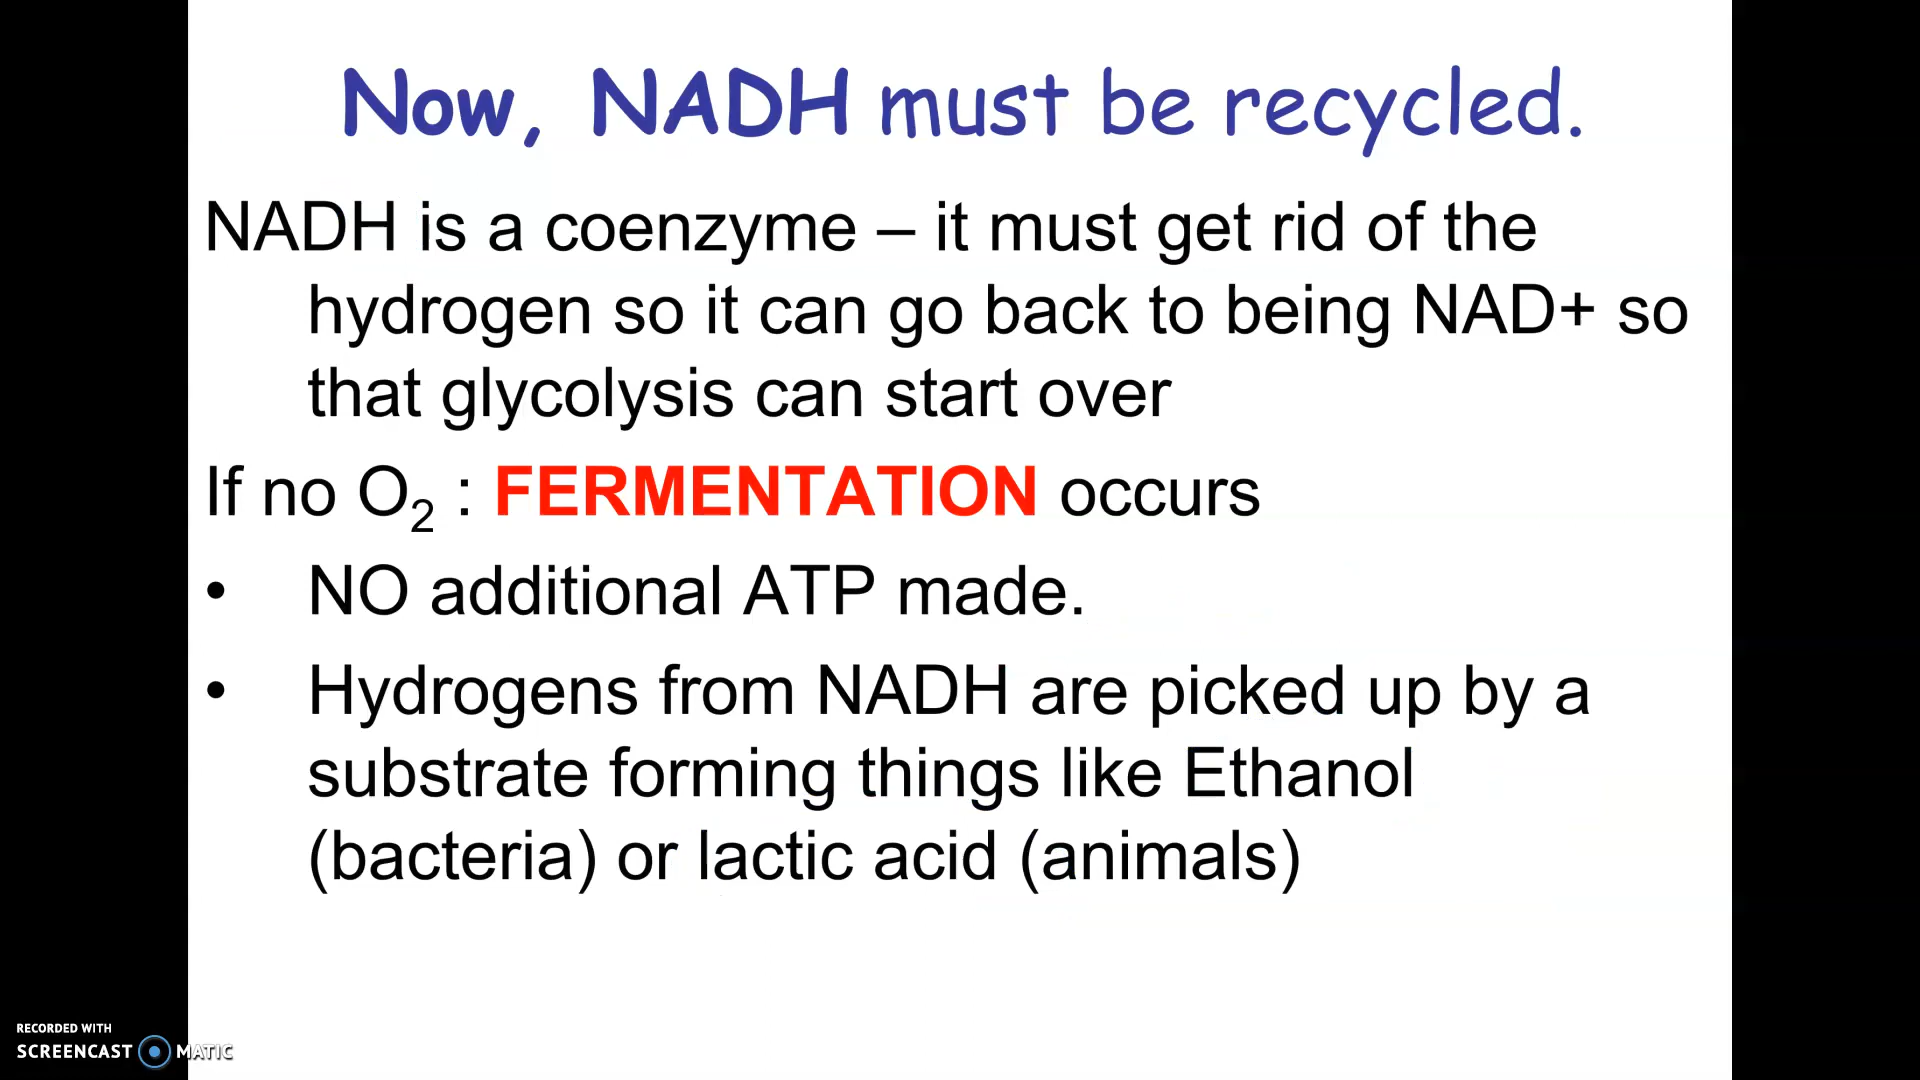 Now, NADH must be recycled.
NADH is a coenzyme – it must get rid of the
hydrogen so it can go back to being NAD+ so
that glycolysis can start over
If no O₂ : FERMENTATION occurs
• NO additional ATP made.
• Hydrogens from NADH are picked up by a
substrate forming things like Ethanol
(bacteria) or lactic acid (animals)
RECORDED WITH
SCREENCAST MATIC